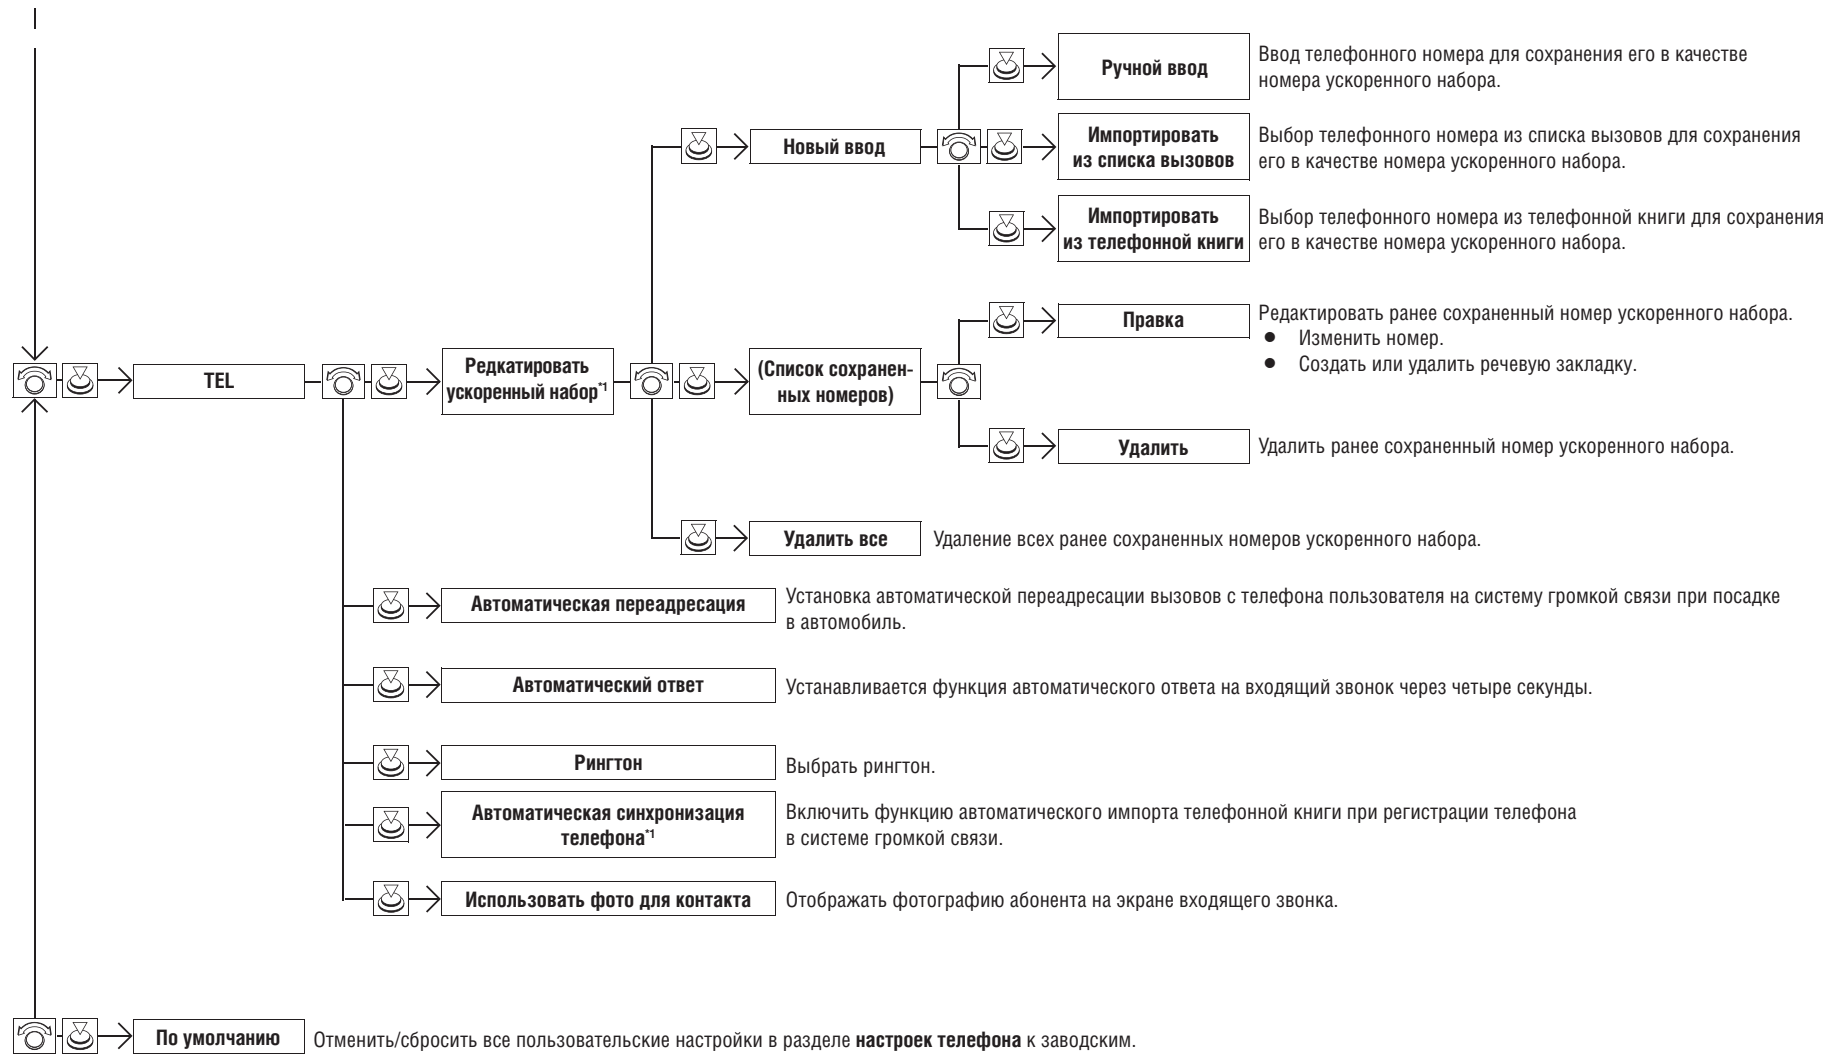 Ручной ввод
Ввод телефонного номера для сохранения его в качестве
номера ускоренного набора.
Новый ввод
Импортировать
из списка вызовов
Выбор телефонного номера из списка вызовов для сохранения
его в качестве номера ускоренного набора.
Импортировать
из телефонной книги
Выбор телефонного номера из телефонной книги для сохранения
его в качестве номера ускоренного набора.
TEL
Редкатировать
ускоренный набор*1
(Список сохранен-
ных номеров)
Правка
Редактировать ранее сохраненный номер ускоренного набора.
● Изменить номер.
● Создать или удалить речевую закладку.
Удалить
Удалить ранее сохраненный номер ускоренного набора.
Удалить все
Удаление всех ранее сохраненных номеров ускоренного набора.
Автоматическая переадресация
Установка автоматической переадресации вызовов с телефона пользователя на систему громкой связи при посадке
в автомобиль.
Автоматический ответ
Устанавливается функция автоматического ответа на входящий звонок через четыре секунды.
Рингтон
Выбрать рингтон.
Автоматическая синхронизация
телефона*1
Включить функцию автоматического импорта телефонной книги при регистрации телефона
в системе громкой связи.
Использовать фото для контакта
Отображать фотографию абонента на экране входящего звонка.
По умолчанию
Отменить/сбросить все пользовательские настройки в разделе настроек телефона к заводским.